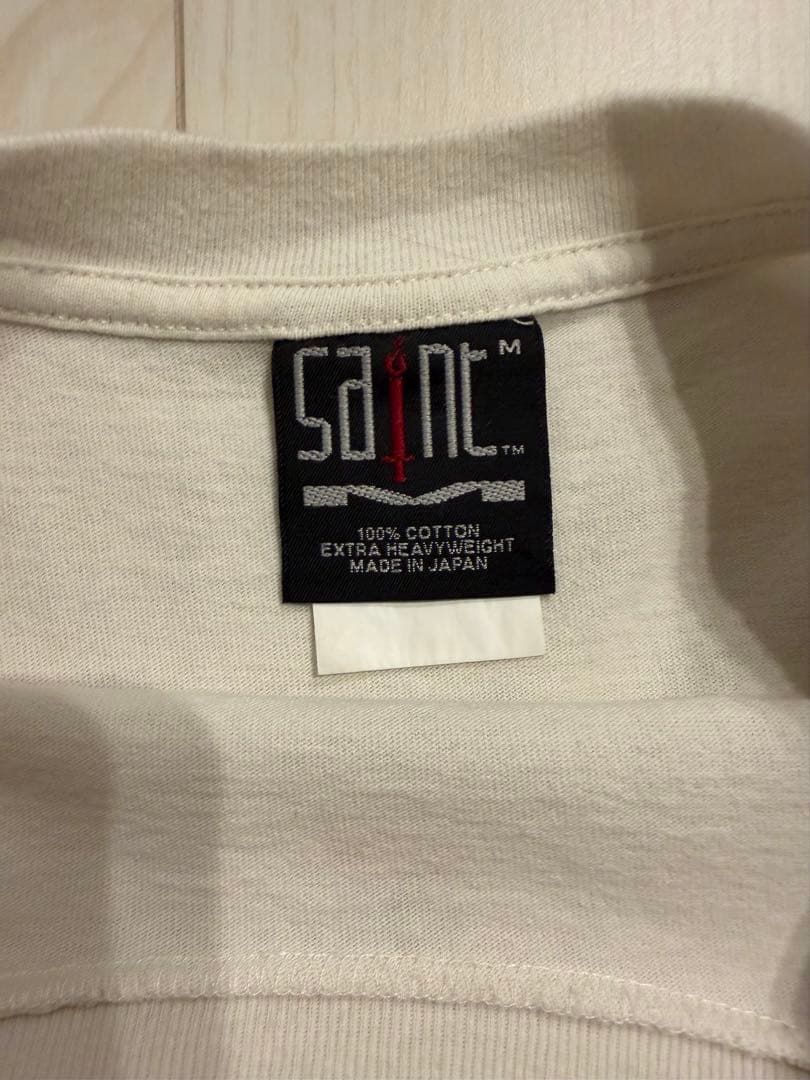 Saint M
TM
100% COTTON
EXTRA HEAVYWEIGHT
MADE IN JAPAN